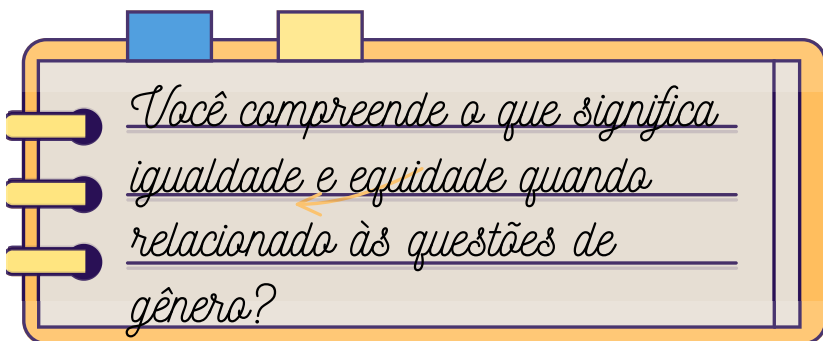 Você compreende o que significa
igualdade e equidade quando
relacionado às questões de
gênero?